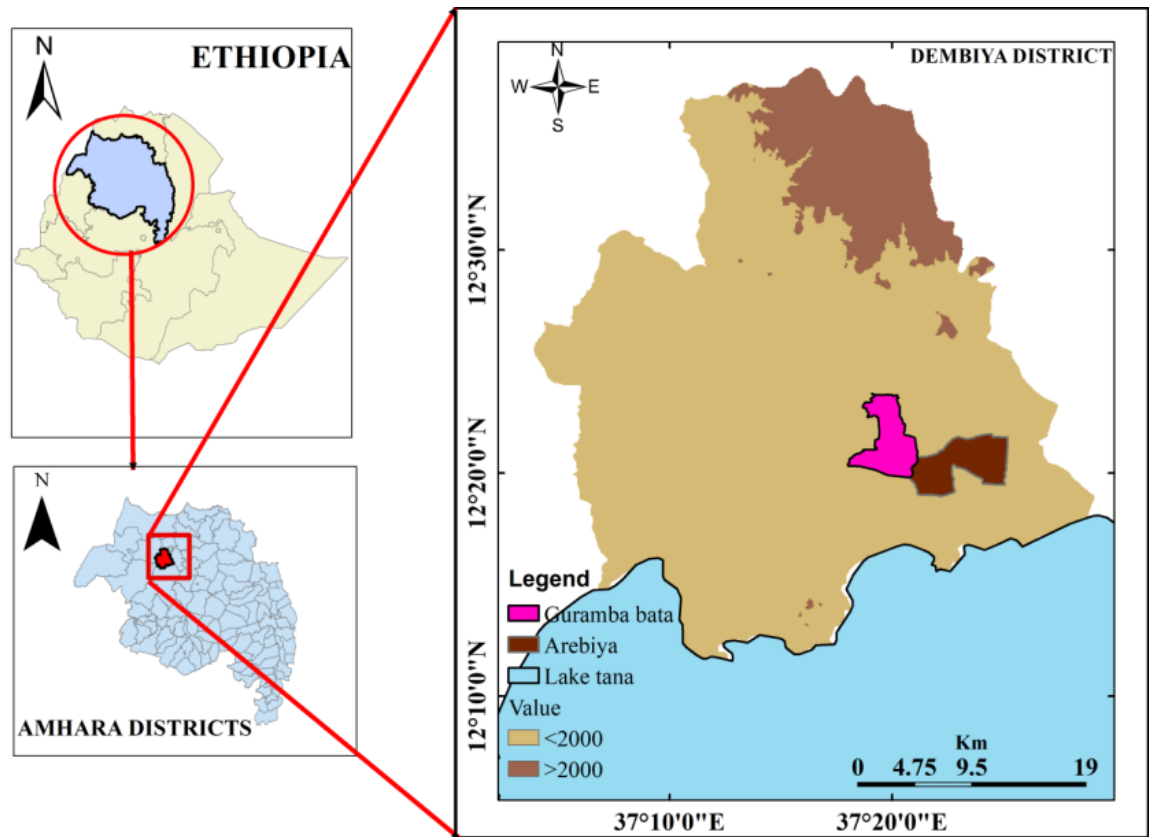 N
ETHIOPIA
N
AMHARA DISTRICTS
DEMBIYA DISTRICT
N
W E
S
12°30'0"N
12°20'0"N
12°10'0"N
Legend
Guramba bata
Arebiya
Lake tana
Value
<2000
>2000
Km
0 4.75 9.5 19
37°10'0"E 37°20'0"E